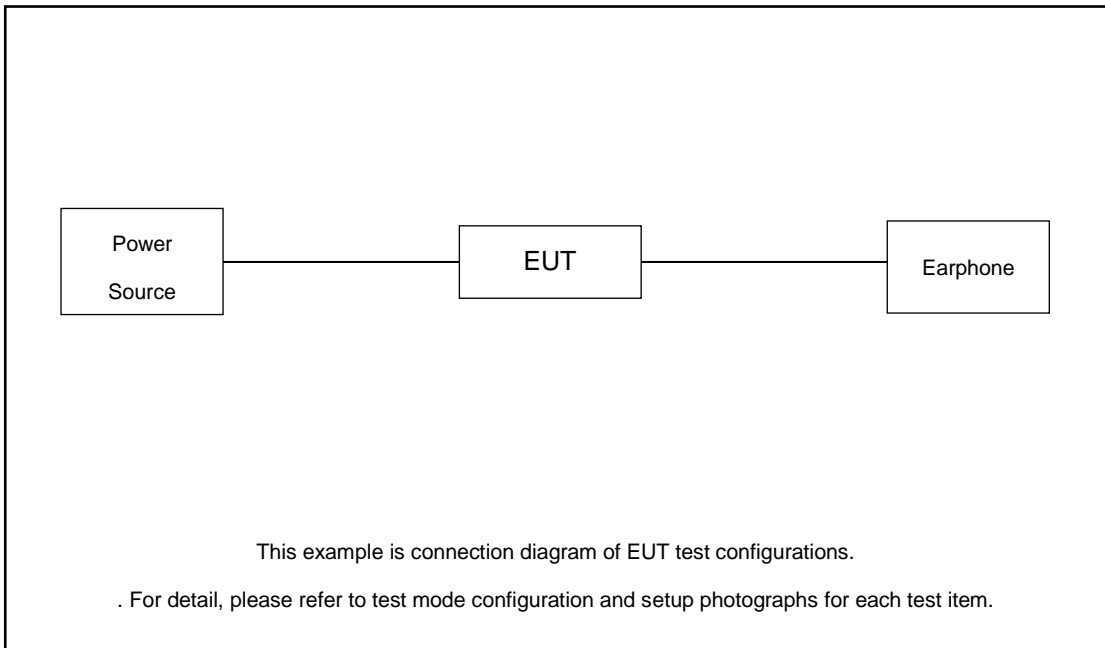 Power
Source
EUT
Earphone
This example is connection diagram of EUT test configurations.
. For detail, please refer to test mode configuration and setup photographs for each test item.